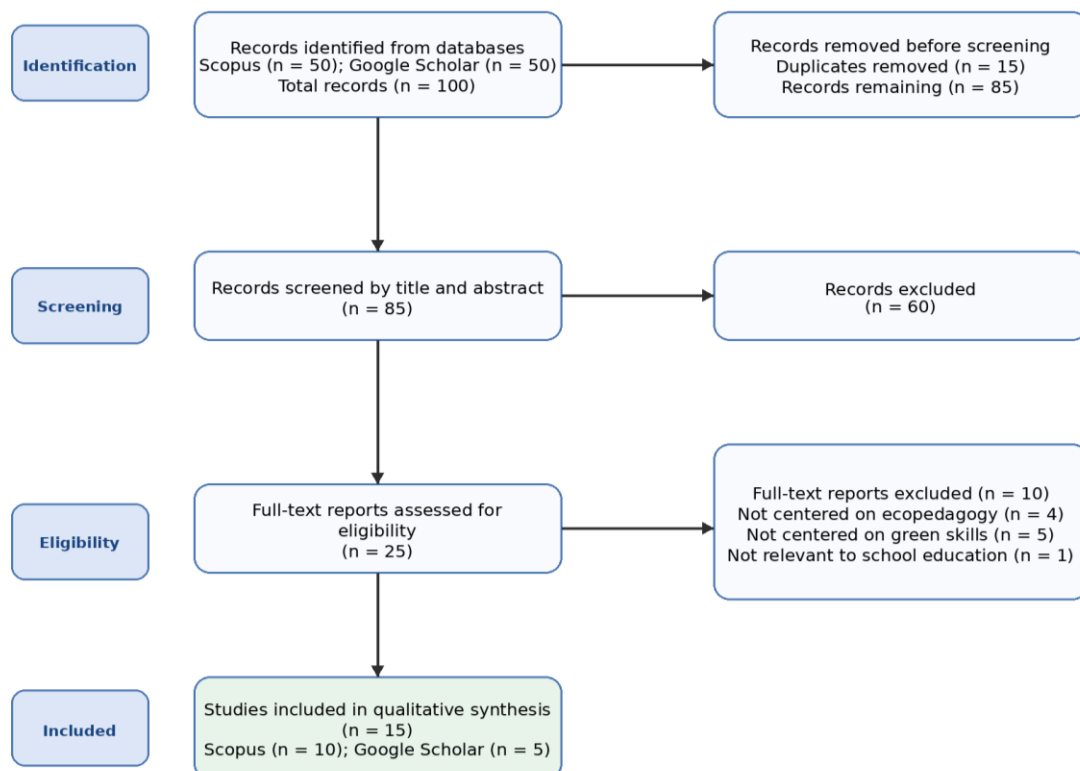 Identification
Records identified from databases
Scopus (n = 50); Google Scholar (n = 50)
Total records (n = 100)
Records removed before screening
Duplicates removed (n = 15)
Records remaining (n = 85)
Screening
Records screened by title and abstract
(n = 85)
Records excluded
(n = 60)
Eligibility
Full-text reports assessed for
eligibility
(n = 25)
Full-text reports excluded (n = 10)
Not centered on ecopedagogy (n = 4)
Not centered on green skills (n = 5)
Not relevant to school education (n = 1)
Included
Studies included in qualitative synthesis
(n = 15)
Scopus (n = 10); Google Scholar (n = 5)